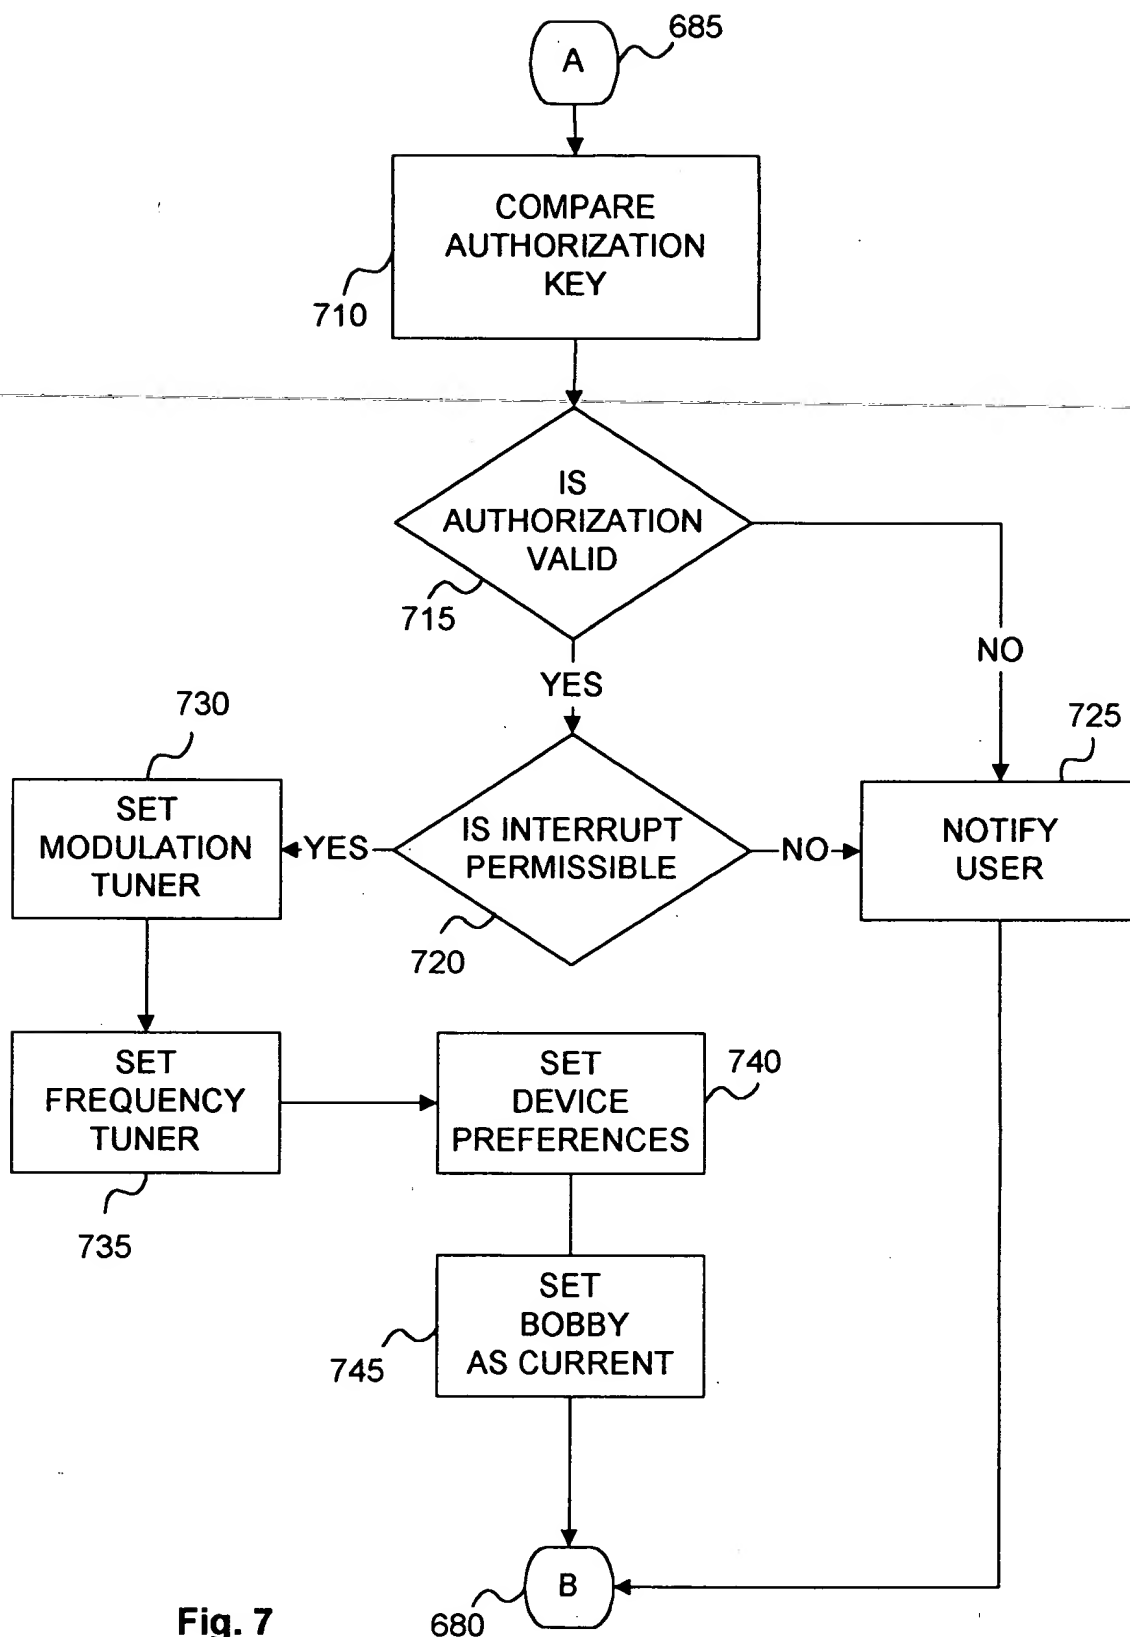 685
A
COMPARE
AUTHORIZATION
KEY
710
IS
AUTHORIZATION
VALID
715
NO
YES
730
725
SET
MODULATION
TUNER
YES
IS INTERRUPT
PERMISSIBLE
NO
NOTIFY
USER
720
SET
FREQUENCY
TUNER
735
SET
DEVICE
PREFERENCES
740
SET
BOBBY
AS CURRENT
745
B
680
Fig. 7